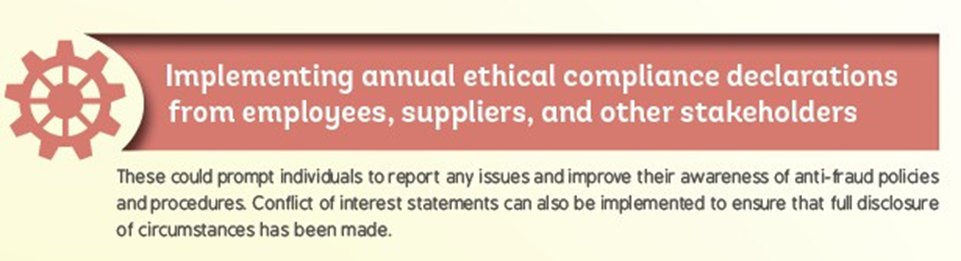 Implementing annual ethical compliance declarations
from employees, suppliers, and other stakeholders
These could prompt individuals to report any issues and improve their awareness of anti-fraud policies
and procedures. Conflict of interest statements can also be implemented to ensure that full disclosure
of circumstances has been made.